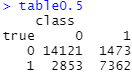 > table0.5
class
true 0 1
0 14121 1473
1 2853 7362